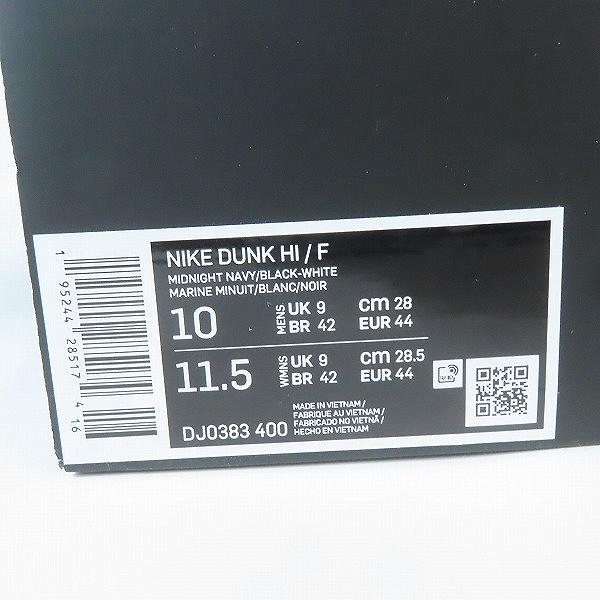 NIKE DUNK HI / F
MIDNIGHT NAVY/BLACK-WHITE
MARINE MINUIT/BLANC/NOIR
10 MENS UK 9 cm 28
BR 42 EUR 44
11.5 WMNS UK 9 cm 28.5
BR 42 EUR 44
DJ0383 400
MADE IN VIETNAM /
FABRIQUE AU VIETNAM /
FABRICADO NO VIETNÃ /
HECHO EN VIETNAM
RFID
1 95244 28517 4 16